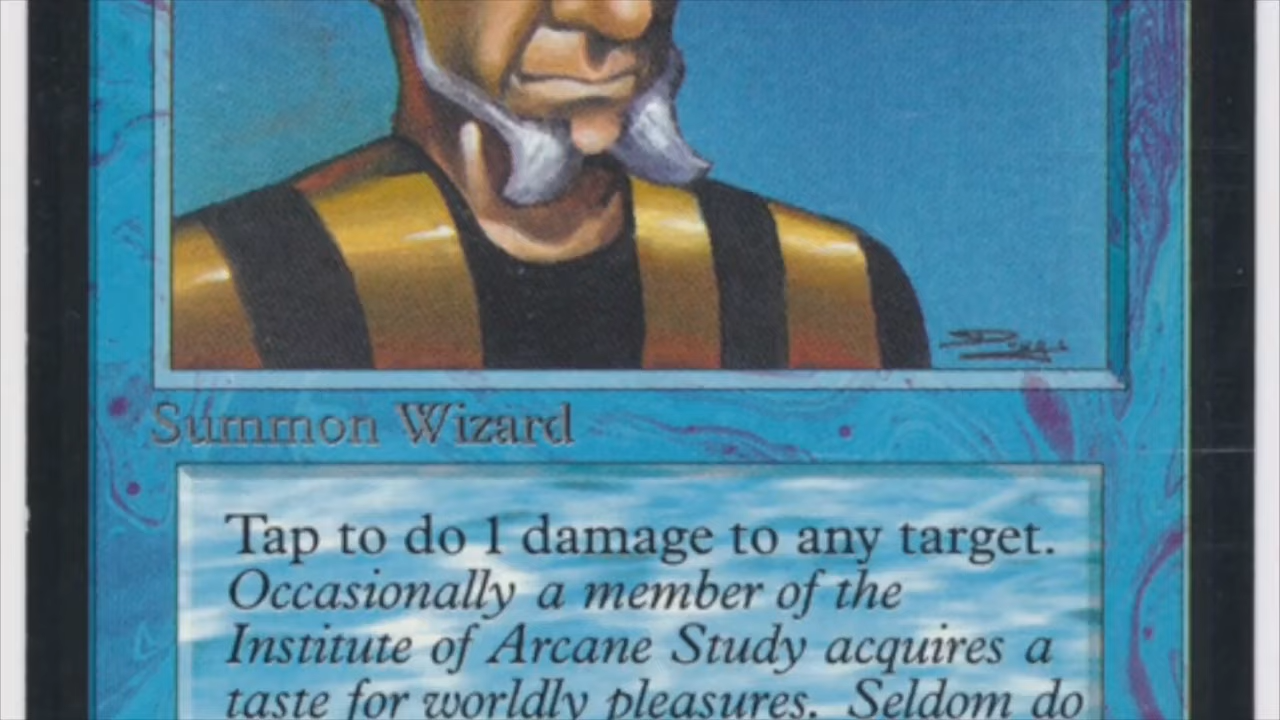 Summon Wizard
Tap to do 1 damage to any target.
Occasionally a member of the
Institute of Arcane Study acquires a
taste for worldly pleasures. Seldom do